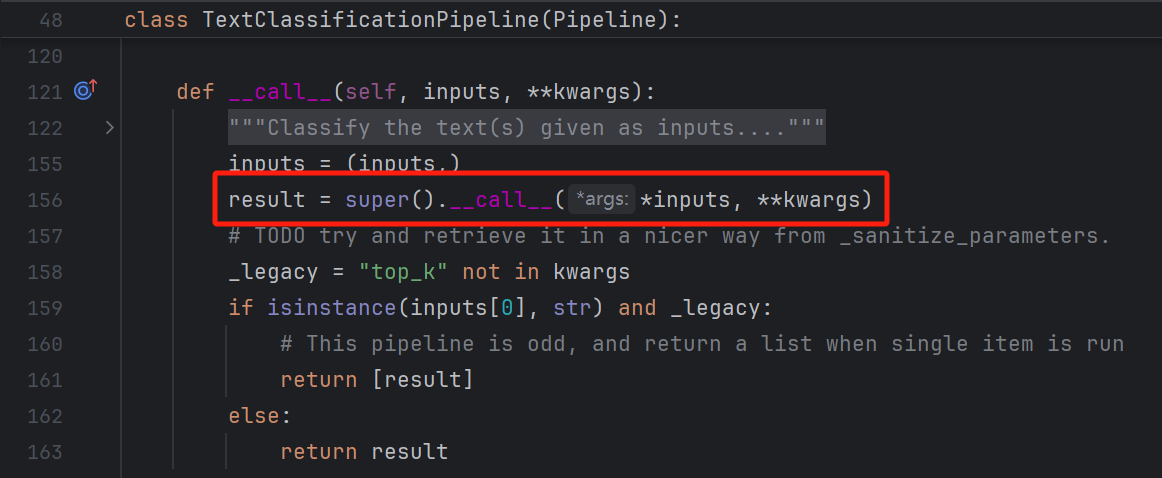 48 class TextClassificationPipeline(Pipeline):
120
121 def __call__(self, inputs, **kwargs):
122 """Classify the text(s) given as inputs...."""
155 inputs = (inputs,)
156 result = super().__call__( *args: *inputs, **kwargs)
157 # TODO try and retrieve it in a nicer way from _sanitize_parameters.
158 _legacy = "top_k" not in kwargs
159 if isinstance(inputs[0], str) and _legacy:
160 # This pipeline is odd, and return a list when single item is run
161 return [result]
162 else:
163 return result